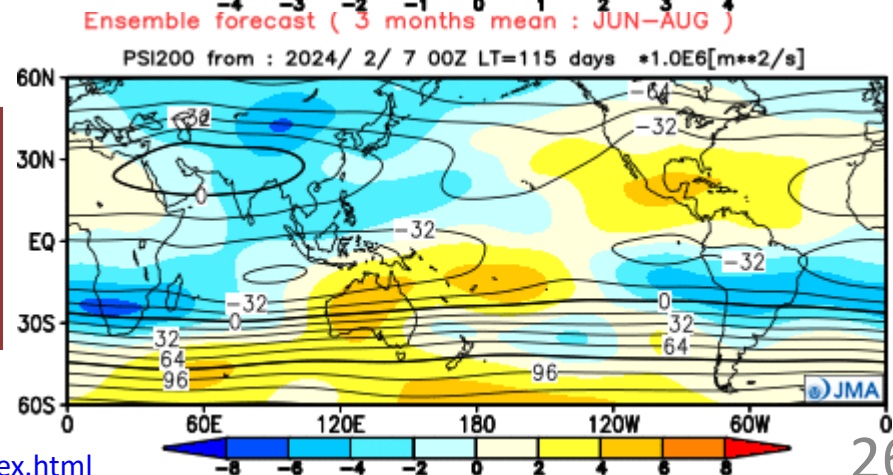 -4 -3 -2 -1 0 1 2 3 4
Ensemble forecast ( 3 months mean : JUN-AUG )
PSI200 from : 2024/ 2/ 7 00Z LT=115 days *1.0E6[m**2/s]
60N
-64
-32
-32
30N
0
-32
EQ
-32
-32
0
0
30S
32
32
64
64
96
96
JMA
60S
0 60E 120E 180 120W 60W 0
-8 -6 -4 -2 0 2 4 6 8
ex.html
26